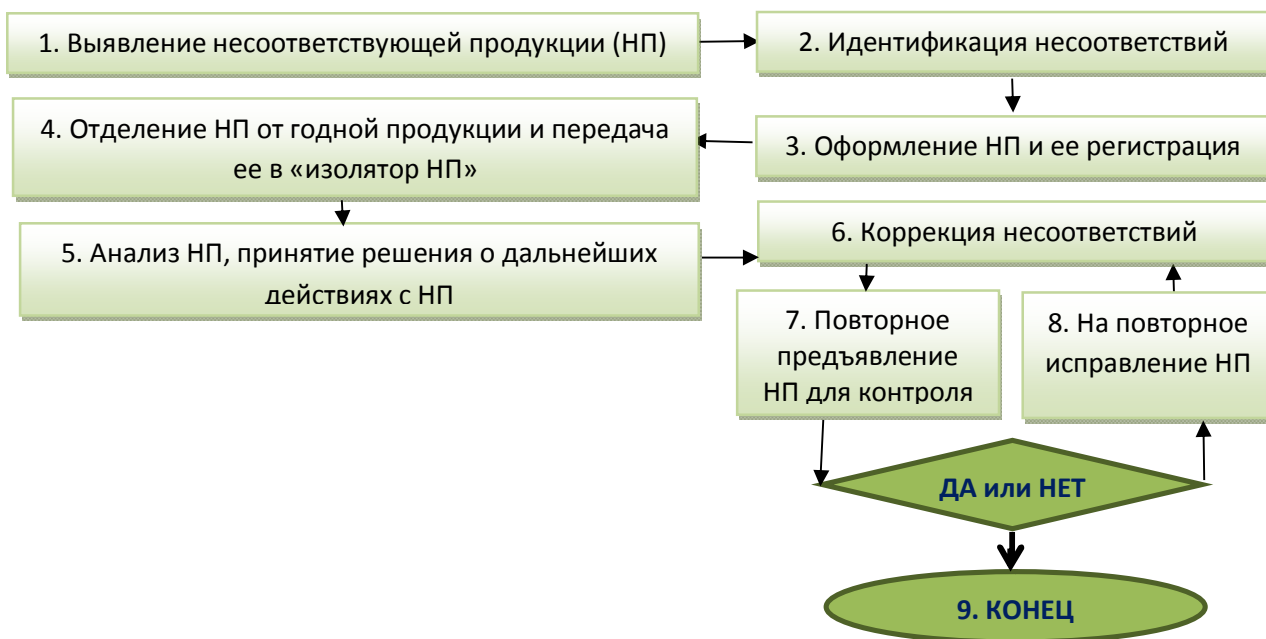 1. Выявление несоответствующей продукции (НП)
2. Идентификация несоответствий
3. Оформление НП и ее регистрация
4. Отделение НП от годной продукции и передача
ее в «изолятор НП»
5. Анализ НП, принятие решения о дальнейших
действиях с НП
6. Коррекция несоответствий
7. Повторное
предъявление
НП для контроля
8. На повторное
исправление НП
ДА или НЕТ
9. КОНЕЦ